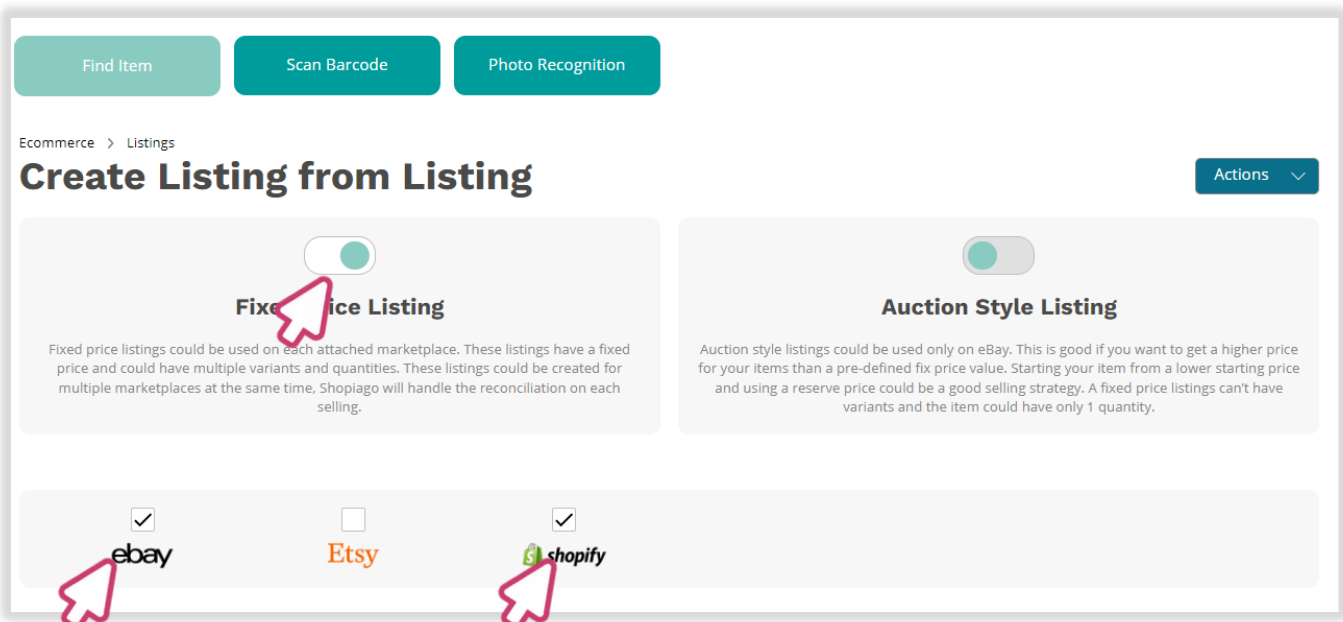 Find Item
Scan Barcode
Photo Recognition
Ecommerce > Listings
Create Listing from Listing
Actions
Fixed Price Listing
Fixed price listings could be used on each attached marketplace. These listings have a fixed
price and could have multiple variants and quantities. These listings could be created for
multiple marketplaces at the same time, Shopiago will handle the reconciliation on each
selling.
Auction Style Listing
Auction style listings could be used only on eBay. This is good if you want to get a higher price
for your items than a pre-defined fix price value. Starting your item from a lower starting price
and using a reserve price could be a good selling strategy. A fixed price listings can't have
variants and the item could have only 1 quantity.
ebay
Etsy
shopify